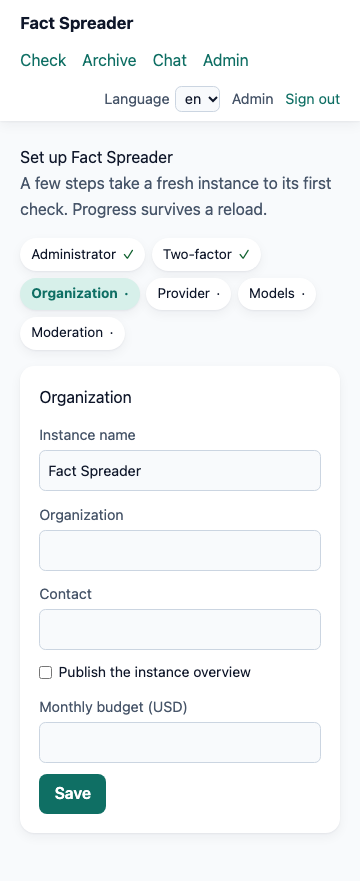 Fact Spreader
Check Archive Chat Admin
Language en Admin Sign out
Set up Fact Spreader
A few steps take a fresh instance to its first
check. Progress survives a reload.
Administrator ✓ Two-factor ✓
Organization · Provider · Models ·
Moderation ·
Organization
Instance name
Fact Spreader
Organization
Contact
Publish the instance overview
Monthly budget (USD)
Save